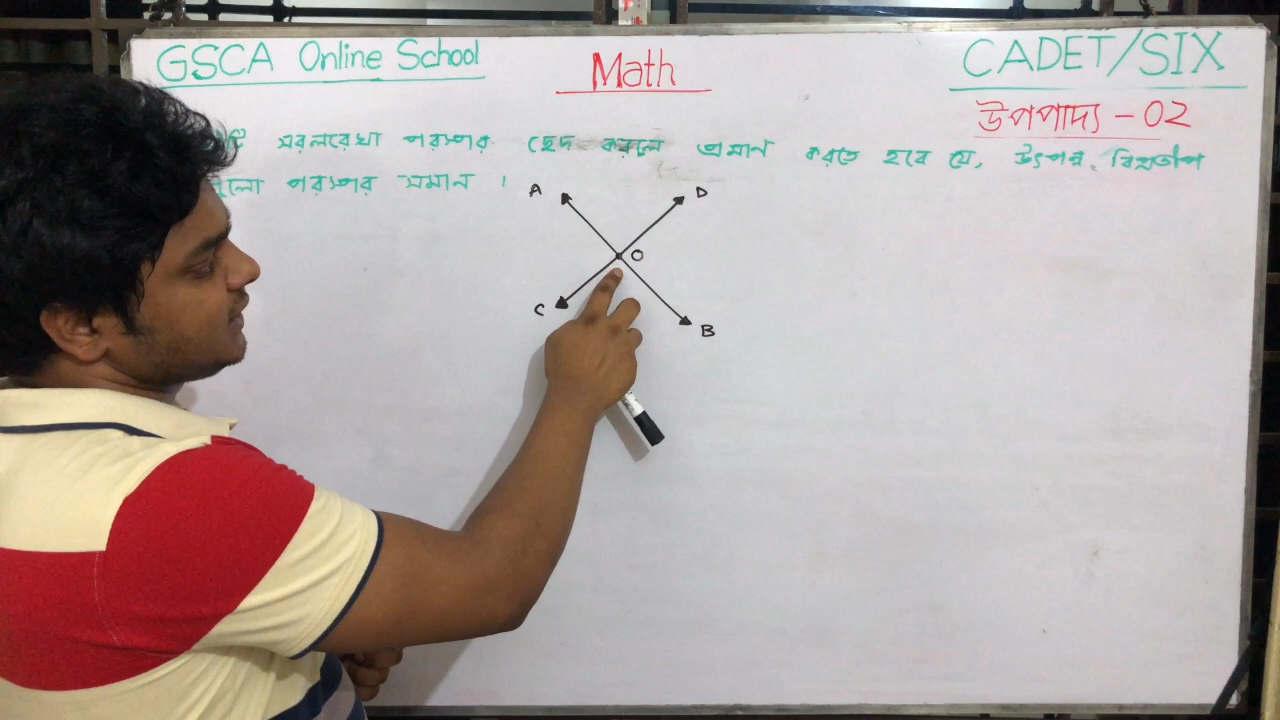 GSCA Online School
Math
CADET/SIX
উপপাদ্য - 02
সরলরেখা পরস্পর ছেদ করলে প্রমাণ করতে হবে যে, উৎপন্ন বিপ্রতীপ
পরস্পর সমান ।
A
D
O
C
B